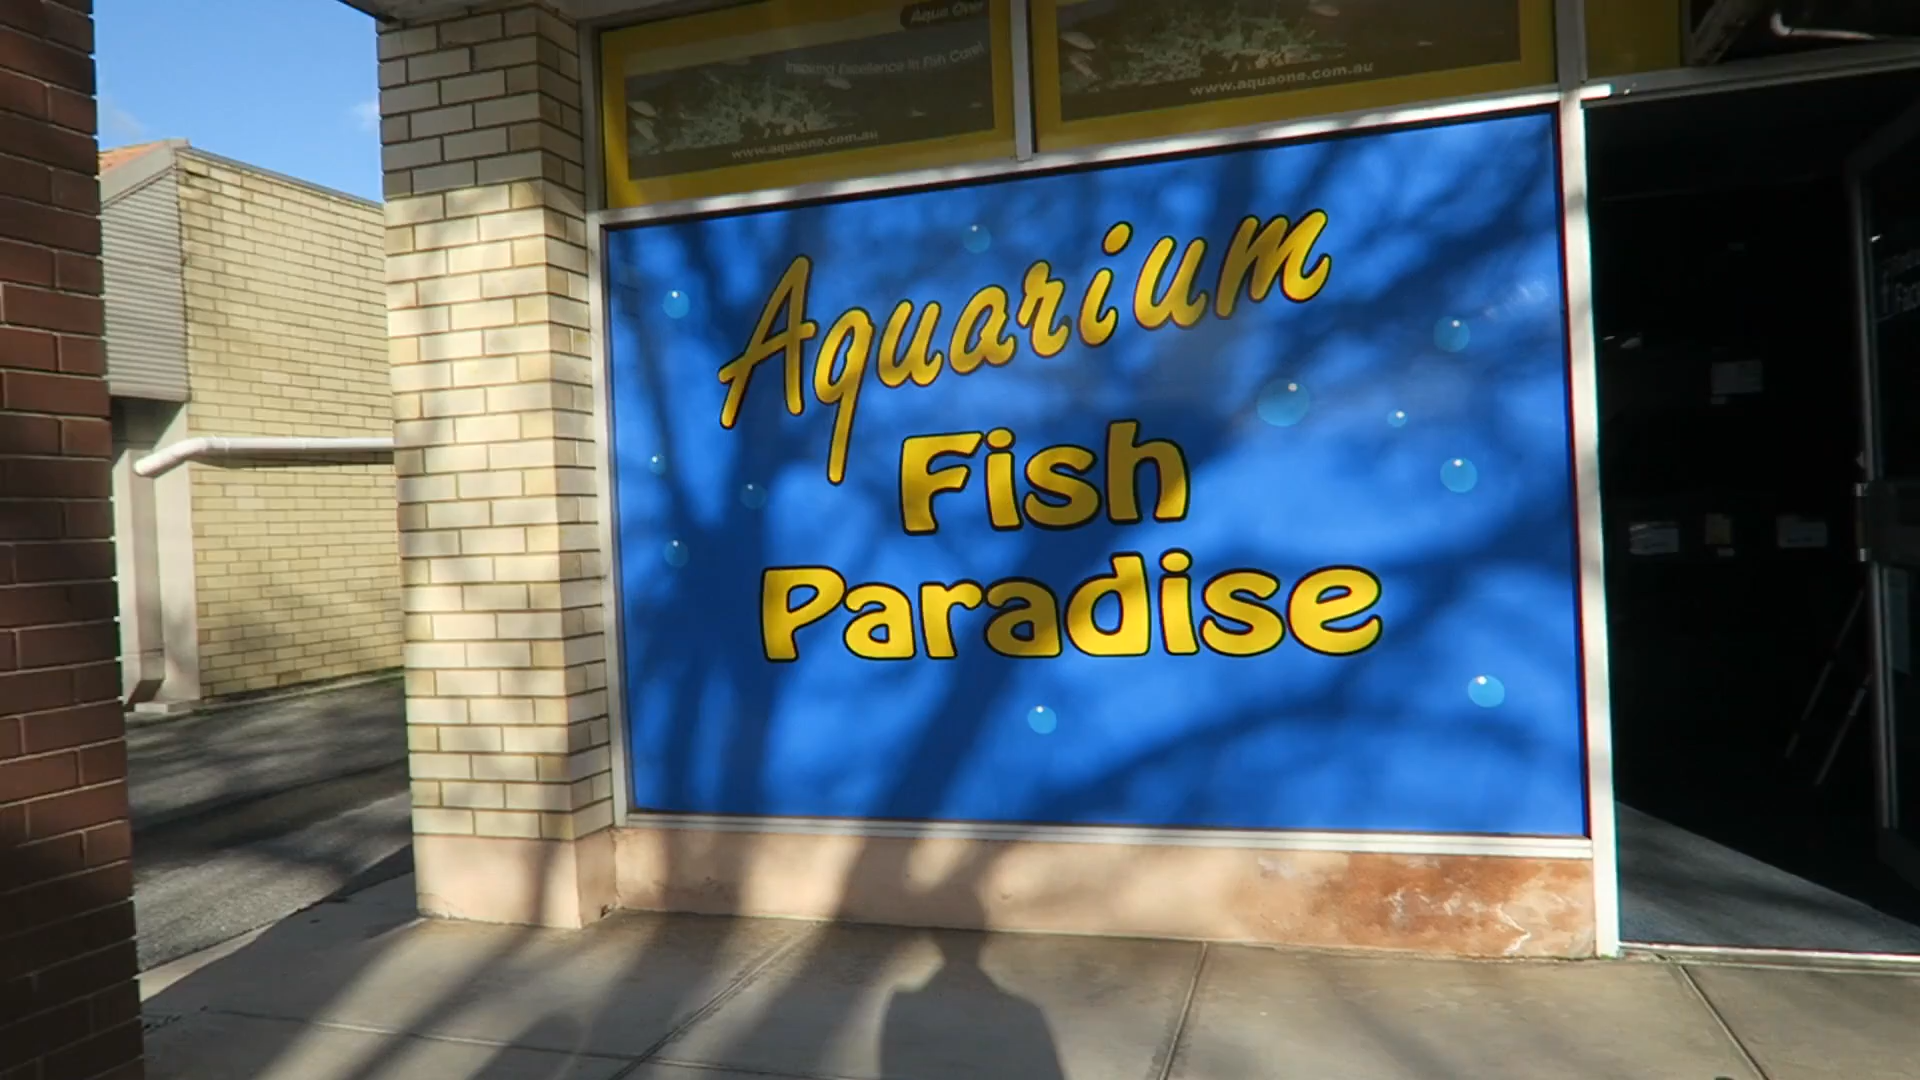 Aqua One
Inspiring Excellence in Fish Care!
www.aquaone.com.au
www.aquaone.com.au
Aquarium
Fish
Paradise